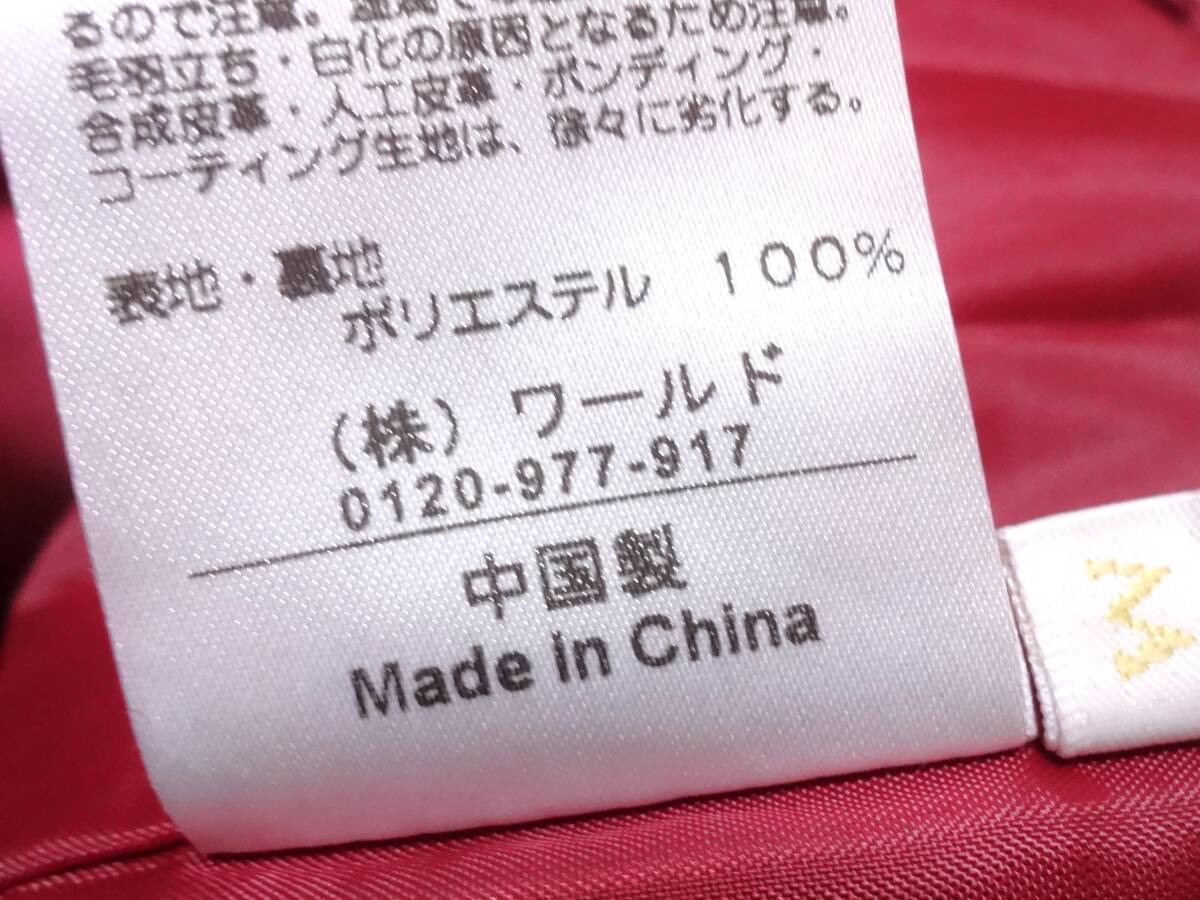 るので注意。
毛羽立ち・白化の原因となるため注意。
合成皮革・人工皮革・ボンディング・
コーティング生地は、徐々に劣化する。
表地・裏地
ポリエステル 100%
(株) ワールド
0120-977-917
中国製
Made in China
M